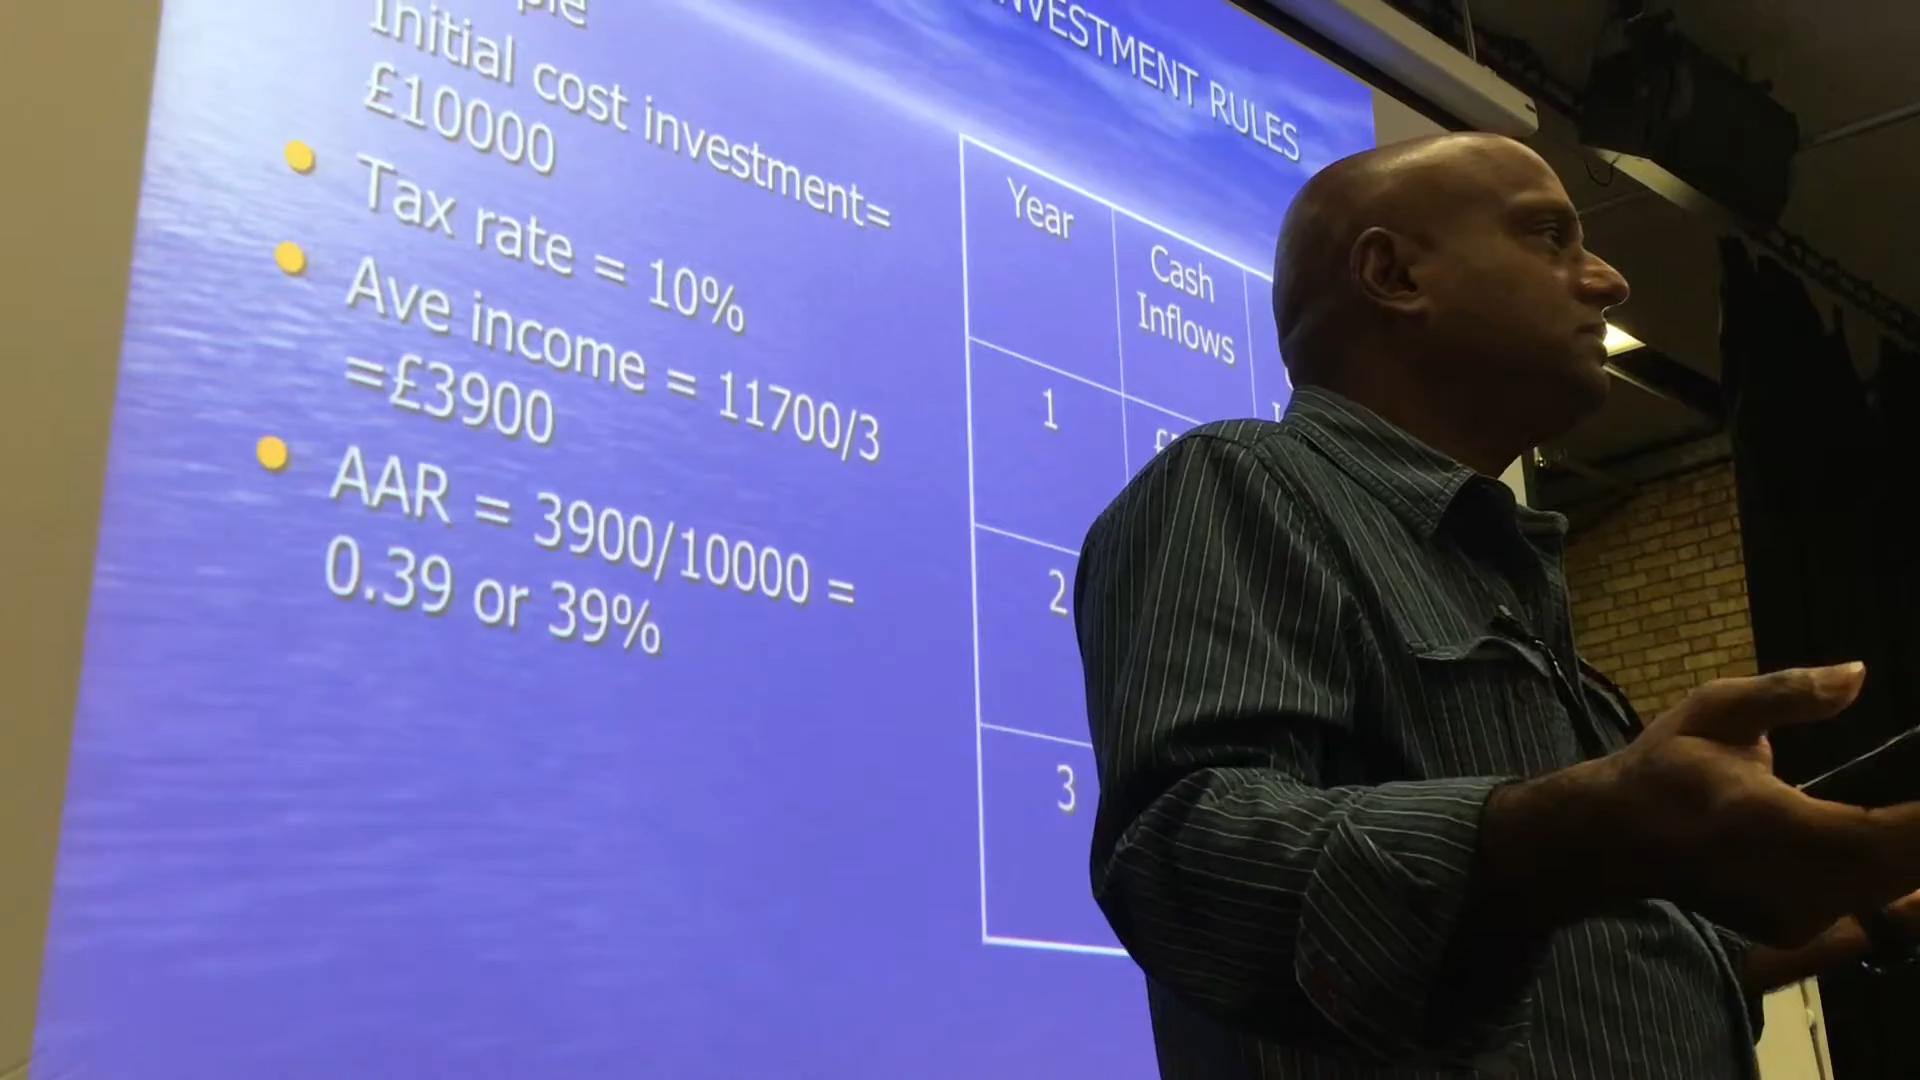 INVESTMENT RULES
Initial cost investment=
£10000
Tax rate = 10%
Ave income = 11700/3
=£3900
AAR = 3900/10000 =
0.39 or 39%
Year
Cash
Inflows
1
2
3